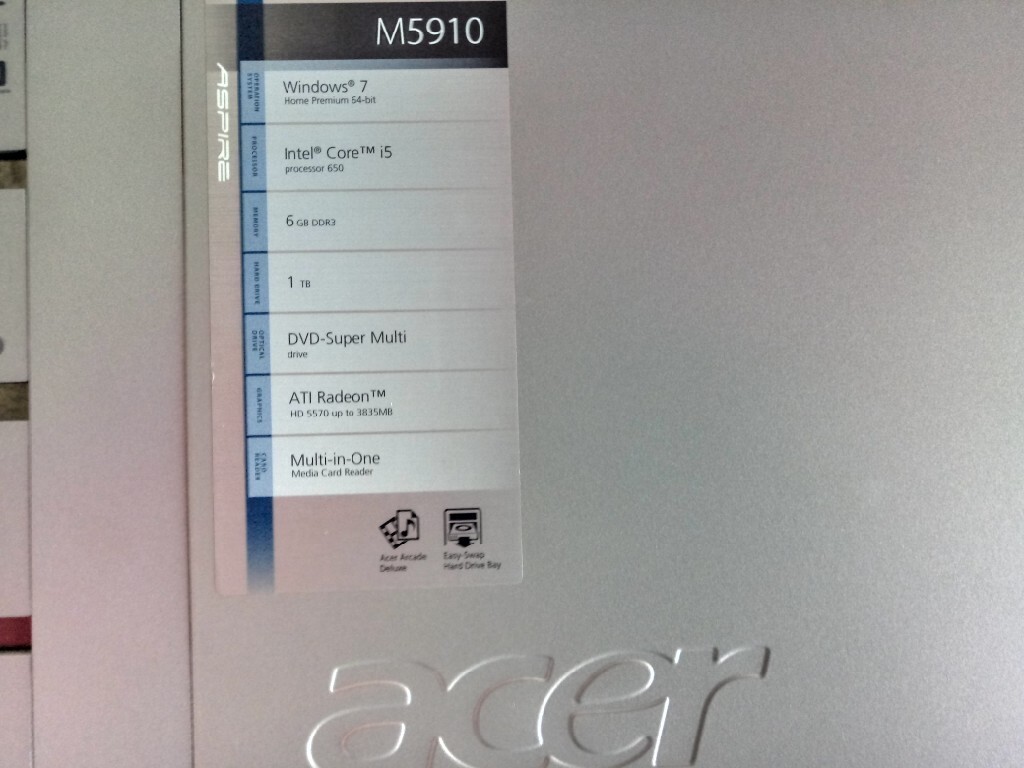 M5910
ASPIRE
OPERATION SYSTEM
Windows® 7
Home Premium 64-bit
PROCESSOR
Intel® Core™ i5
processor 650
MEMORY
6 GB DDR3
HARD DRIVE
1 TB
OPTICAL DRIVE
DVD-Super Multi
drive
GRAPHICS
ATI Radeon™
HD 5570 up to 3835MB
CARD READER
Multi-in-One
Media Card Reader
Acer Arcade
Deluxe
Easy-Swap
Hard Drive Bay
acer